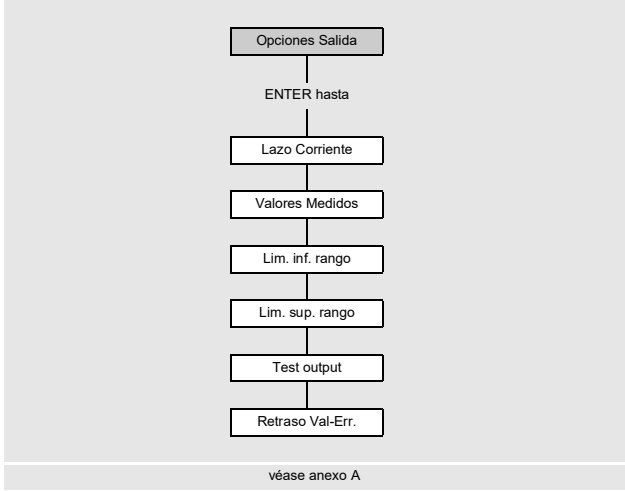 Opciones Salida
ENTER hasta
Lazo Corriente
Valores Medidos
Lim. inf. rango
Lim. sup. rango
Test output
Retraso Val-Err.
véase anexo A